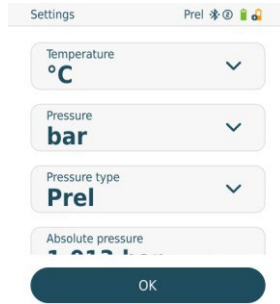 Settings Prel
Temperature
°C
Pressure
bar
Pressure type
Prel
Absolute pressure
OK